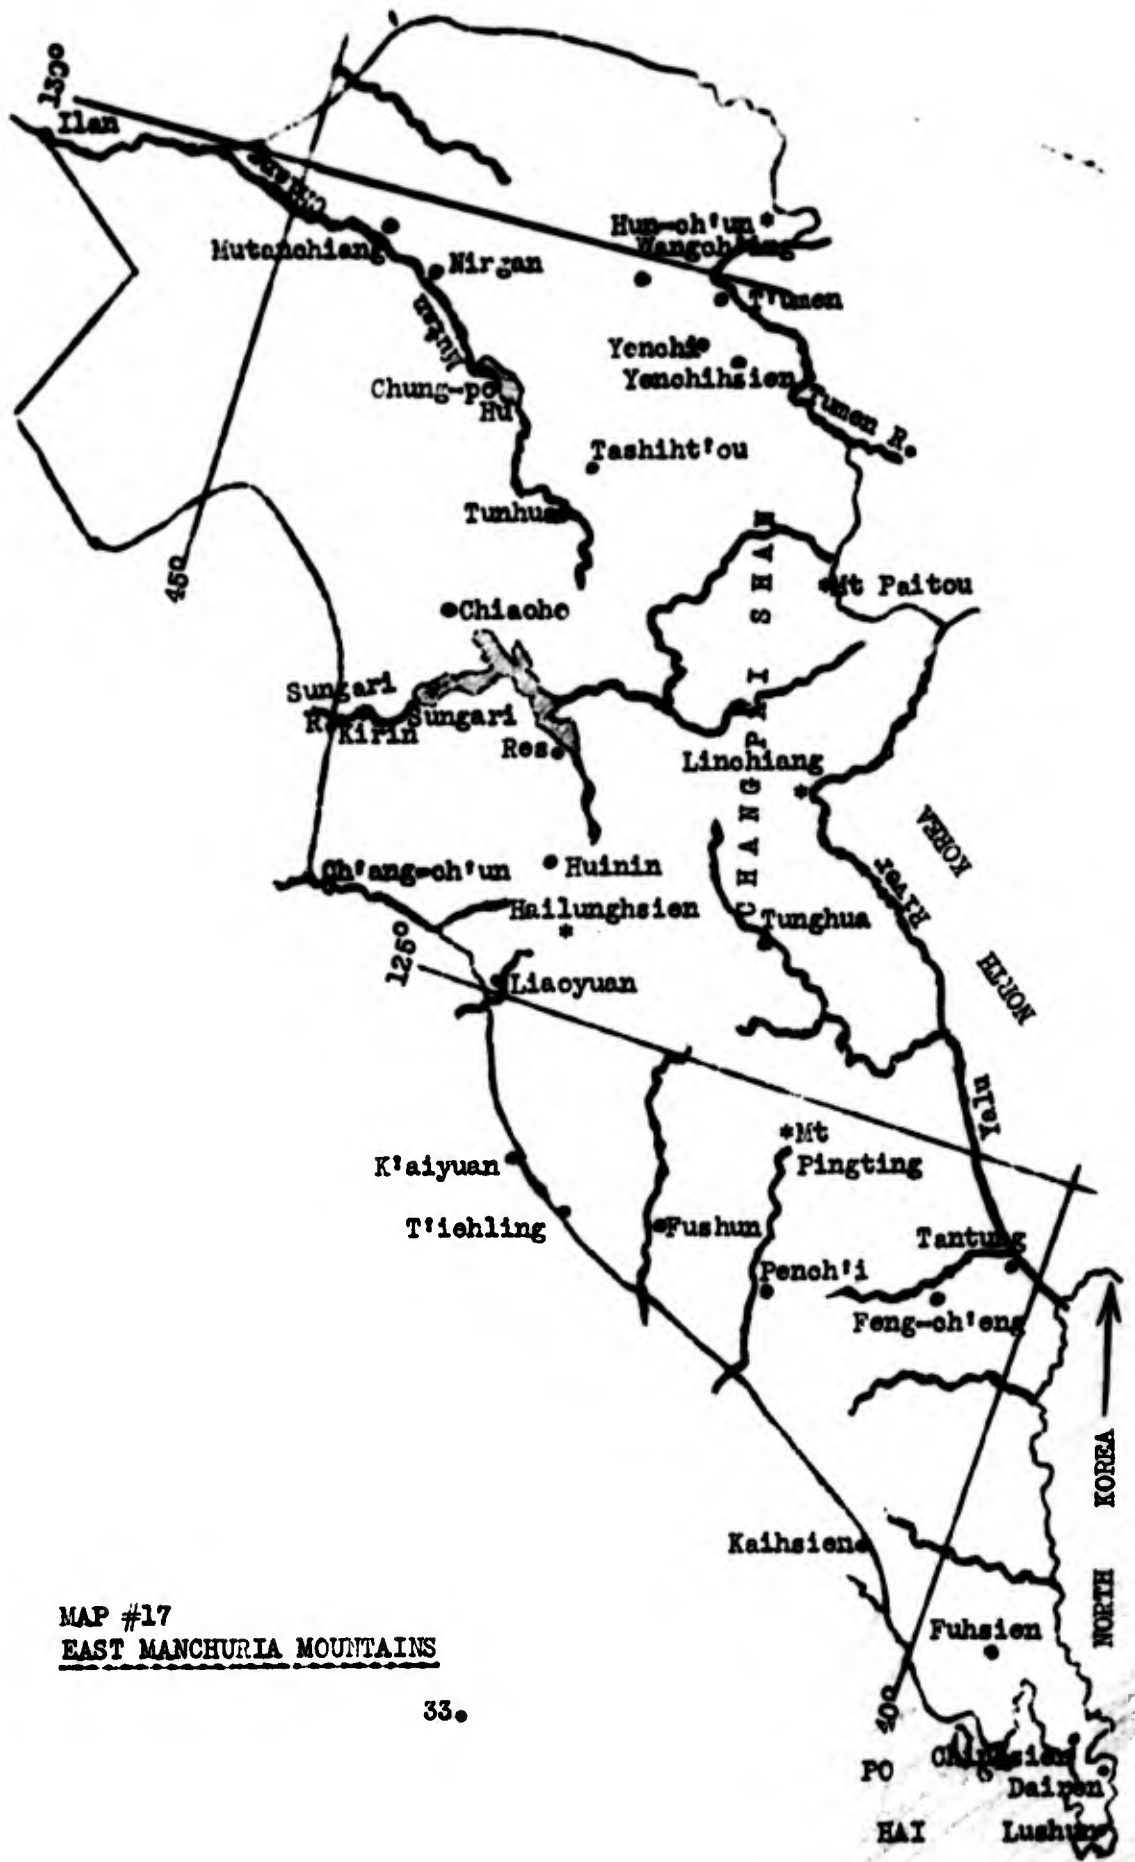 130°
Ilan
Hun-ch'un *
Mutanchiang
Nirgan
T'umen
Mutan
Yenchi
Yenchihsien
Chung-po
Hu
Tumen R.
Tashiht'ou
Tunhua
45°
*Mt Paitou
Chiaoho
CHANGPAI SHAN
Sungari
R.
Kirin
Sungari
Res.
Linchiang
*
KOREA
NORTH
Ch'ang-ch'un
Huinin
River
Hailunghsien
*
Tunghua
125°
Liaoyuan
Yalu
*Mt
Pingting
K'aiyuan
T'iehling
Fushun
Tantung
Pench'i
Feng-ch'eng
NORTH KOREA
Kaihsien
MAP #17
EAST MANCHURIA MOUNTAINS
Fuhsien
33.
40°
PO
HAI
Dairen
Lushun